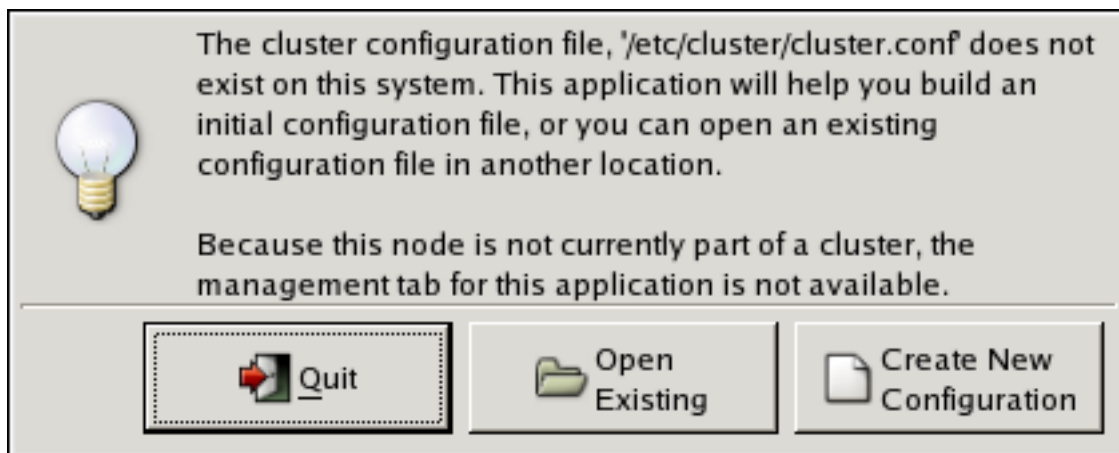 The cluster configuration file, '/etc/cluster/cluster.conf' does not
exist on this system. This application will help you build an
initial configuration file, or you can open an existing
configuration file in another location.
Because this node is not currently part of a cluster, the
management tab for this application is not available.
Quit
Open
Existing
Create New
Configuration